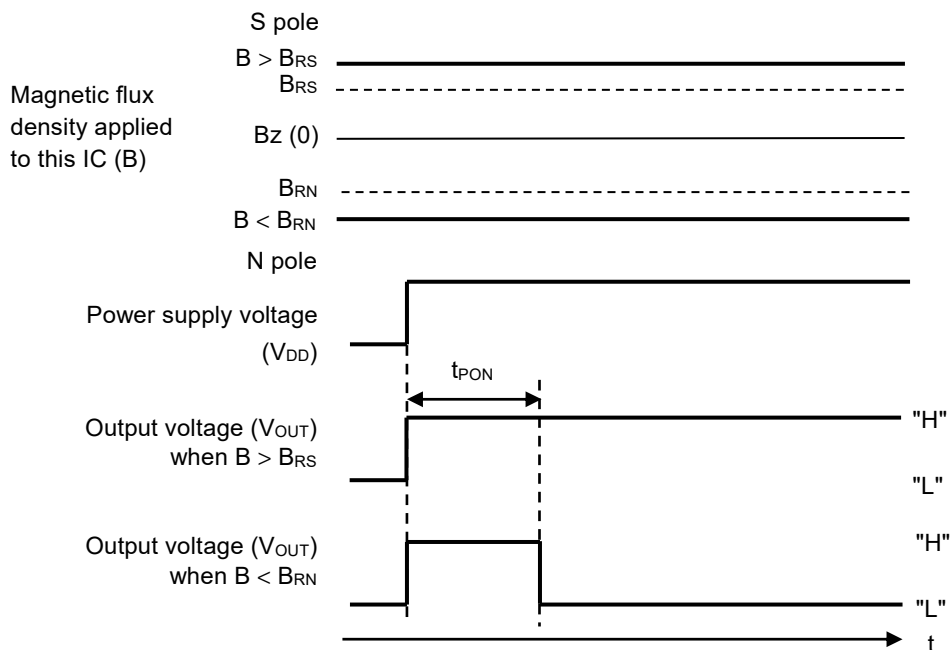 S pole
B > BRS
BRS
Magnetic flux
density applied
to this IC (B)
Bz (0)
BRN
B < BRN
N pole
Power supply voltage
(VDD)
tPON
Output voltage (VOUT)
when B > BRS
"H"
"L"
Output voltage (VOUT)
when B < BRN
"H"
"L"
t